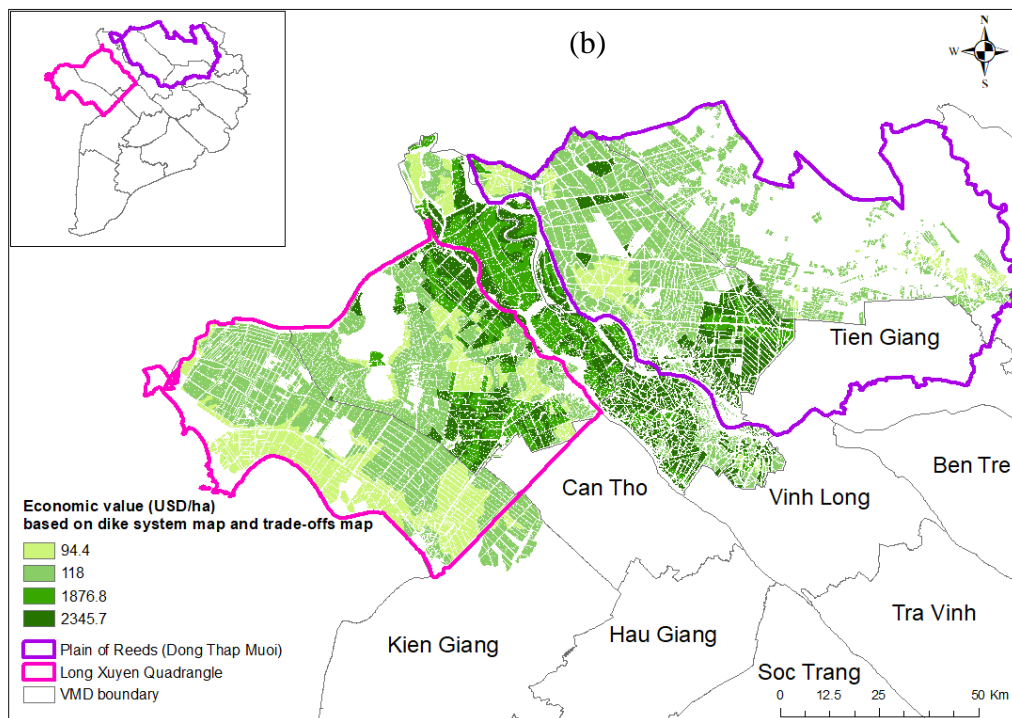 (b)
N
W
E
S
Tien Giang
Ben Tre
Can Tho
Vinh Long
Tra Vinh
Kien Giang
Hau Giang
Soc Trang
Economic value (USD/ha)
based on dike system map and trade-offs map
94.4
118
1876.8
2345.7
Plain of Reeds (Dong Thap Muoi)
Long Xuyen Quadrangle
VMD boundary
0 12.5 25 50 Km